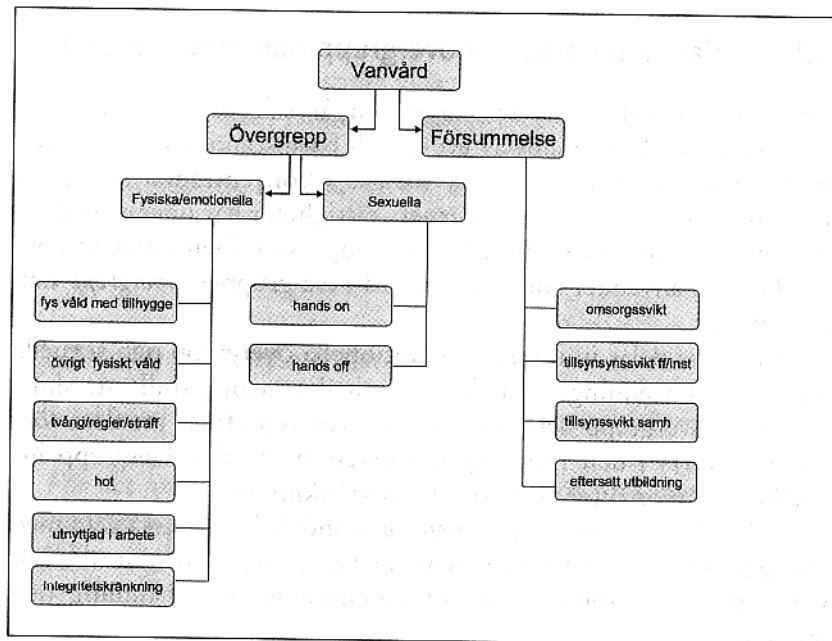 Vanvård
Övergrepp
Försummelse
Fysiska/emotionella
Sexuella
fys våld med tillhygge
övrigt fysiskt våld
tvång/regler/straff
hot
utnyttjad i arbete
Integritetskränkning
hands on
hands off
omsorgssvikt
tillsynsynssvikt ff/inst
tillsynssvikt samh
eftersatt utbildning